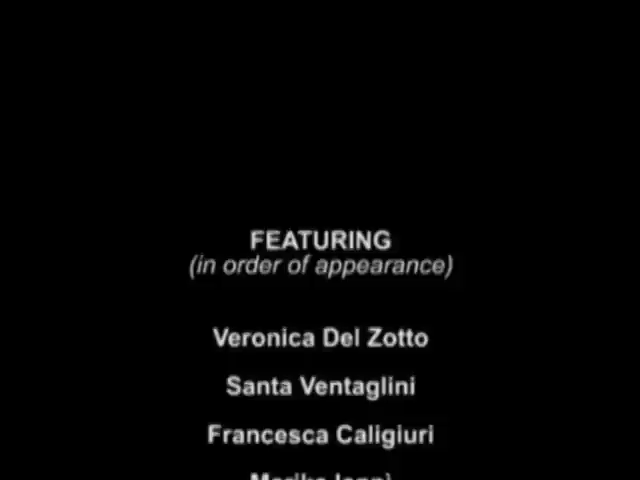 FEATURING
(in order of appearance)
Veronica Del Zotto
Santa Ventaglini
Francesca Caligiuri